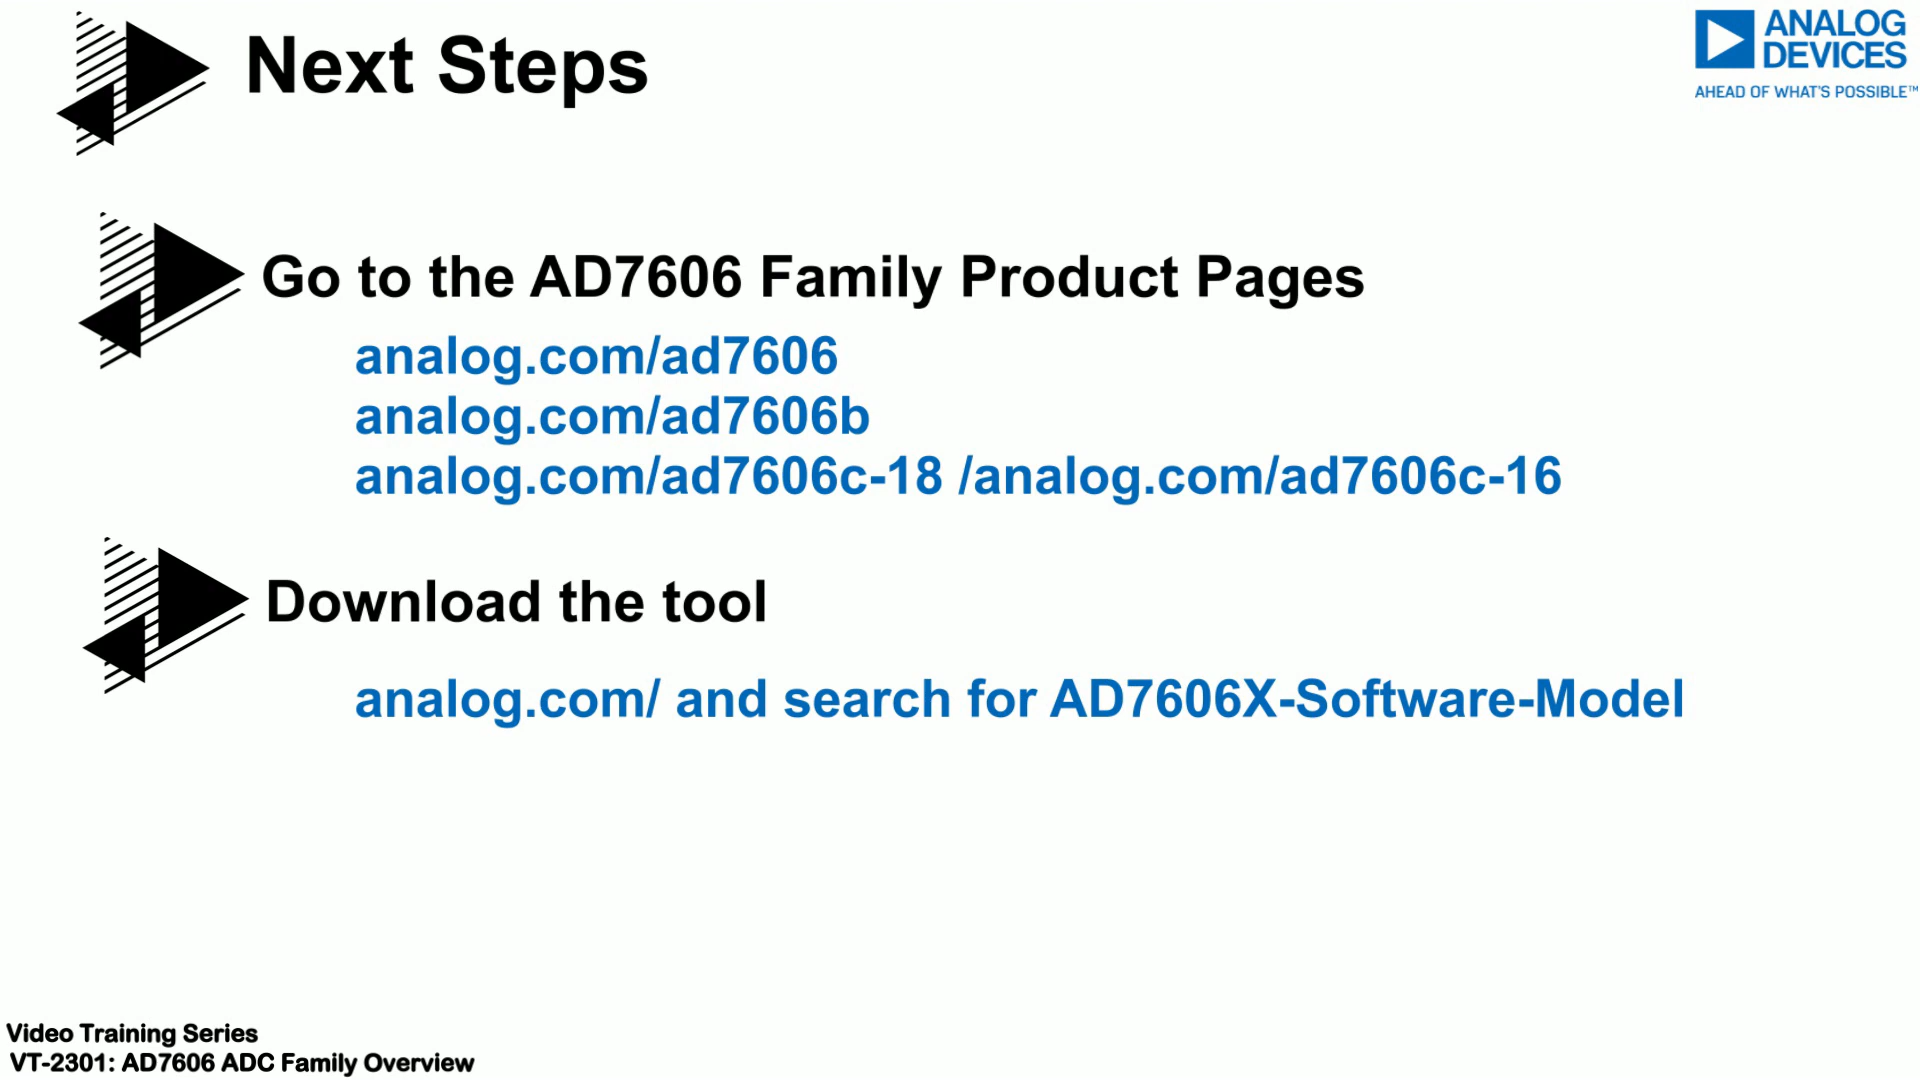 Next Steps
ANALOG
DEVICES
AHEAD OF WHAT'S POSSIBLE™
Go to the AD7606 Family Product Pages
analog.com/ad7606
analog.com/ad7606b
analog.com/ad7606c-18 /analog.com/ad7606c-16
Download the tool
analog.com/ and search for AD7606X-Software-Model
Video Training Series
VT-2301: AD7606 ADC Family Overview